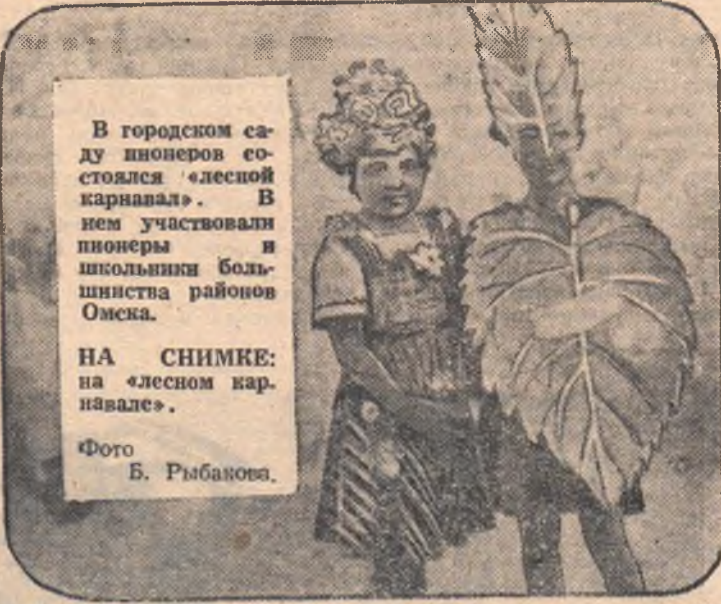 В городском са-
ду пионеров со-
стоялся «лесной
карнавал». В
нем участвовали
пионеры и
школьники боль-
шинства районов
Омска.
НА СНИМКЕ:
на «лесном кар-
навале».
Фото
Б. Рыбакова.